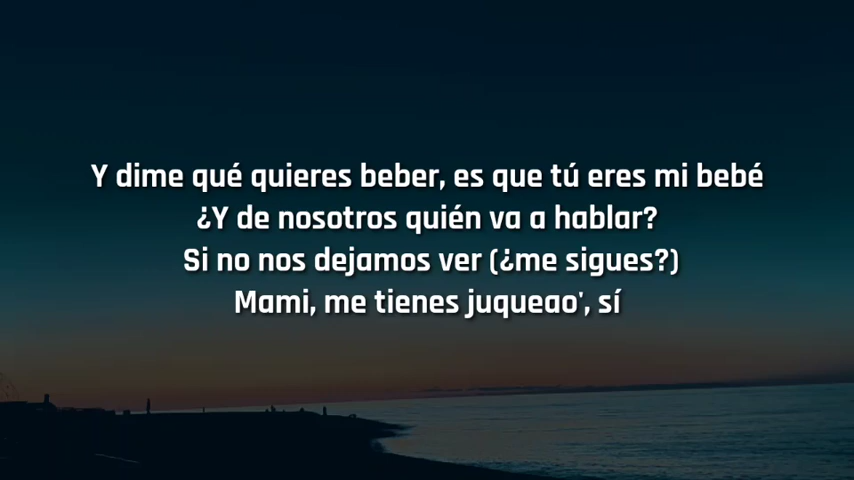 Y dime qué quieres beber, es que tú eres mi bebé
¿Y de nosotros quién va a hablar?
Si no nos dejamos ver (¿me sigues?)
Mami, me tienes juqueao', sí